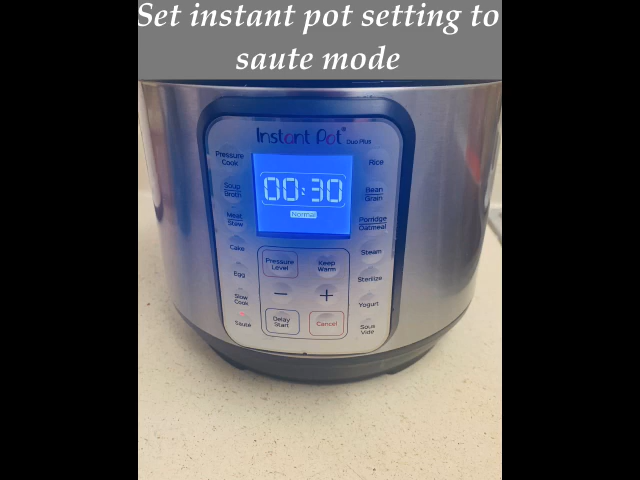 Set instant pot setting to
saute mode
Instant Pot®
Duo Plus
Pressure
Cook
Rice
00:30
Normal
Soup
Broth
Bean
Grain
Meat
Stew
Porridge
Oatmeal
Cake
Steam
Pressure
Level
Keep
Warm
Egg
Sterilize
− +
Slow
Cook
Yogurt
Delay
Start
Cancel
Sauté
Sous
Vide